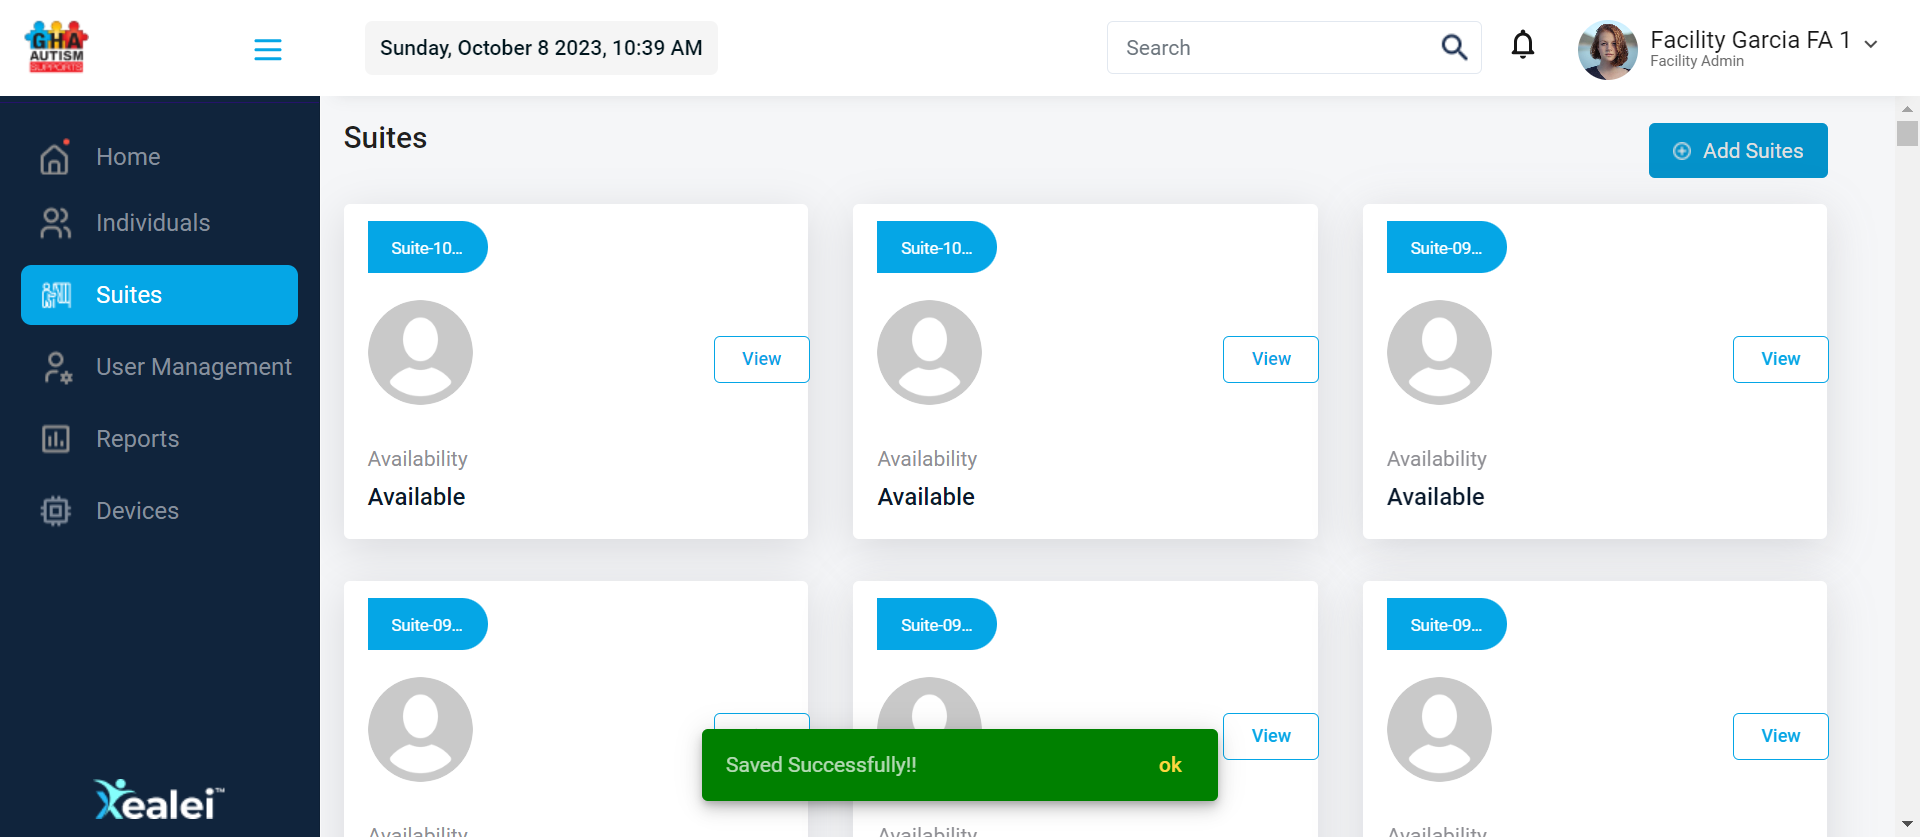 GHA
AUTISM
SUPPORTS
Sunday, October 8 2023, 10:39 AM
Search
Facility Garcia FA 1
Facility Admin
Home
Individuals
Suites
User Management
Reports
Devices
Xealei™
Suites
Add Suites
Suite-10...
View
Availability
Available
Suite-10...
View
Availability
Available
Suite-09...
View
Availability
Available
Suite-09...
Availability
Suite-09...
View
Availability
Suite-09...
View
Availability
Saved Successfully!!
ok